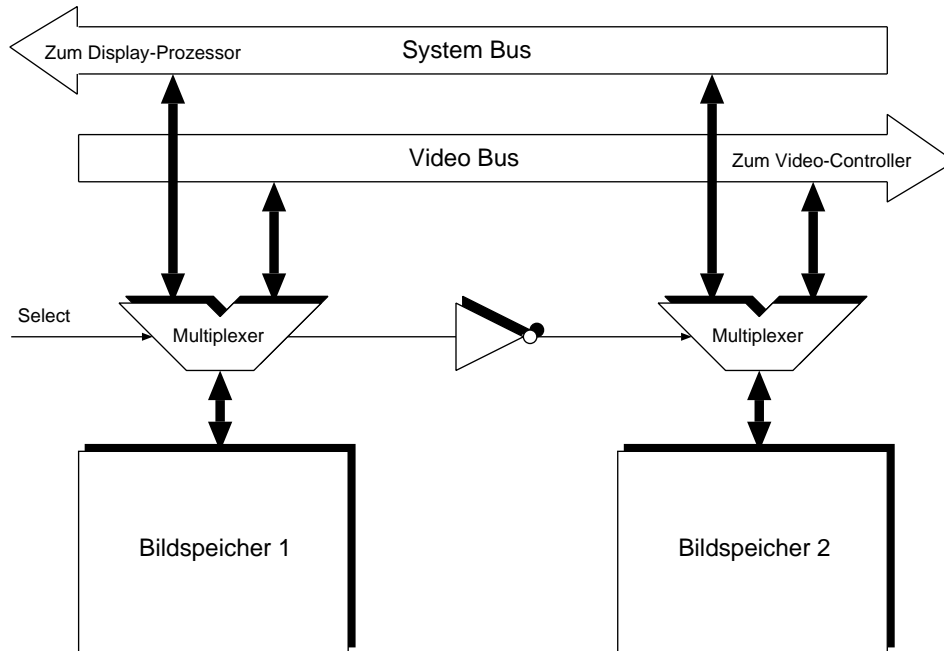 Zum Display-Prozessor
System Bus
Video Bus
Zum Video-Controller
Select
Multiplexer
Multiplexer
Bildspeicher 1
Bildspeicher 2